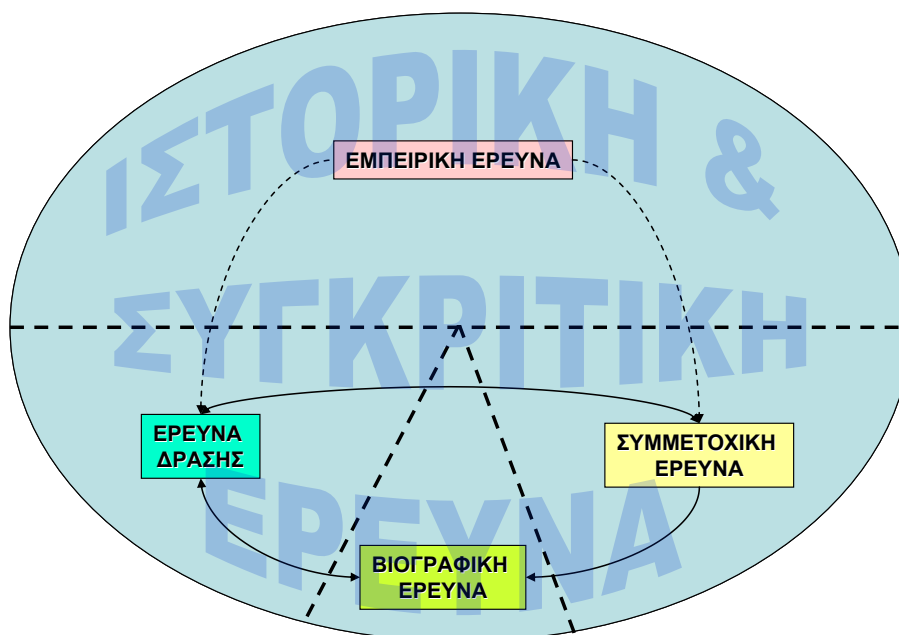 ΙΣΤΟΡΙΚΗ &
ΕΜΠΕΙΡΙΚΗ ΕΡΕΥΝΑ
ΣΥΓΚΡΙΤΙΚΗ
ΕΡΕΥΝΑ
ΔΡΑΣΗΣ
ΣΥΜΜΕΤΟΧΙΚΗ
ΕΡΕΥΝΑ
ΕΡΕΥΝΑ
ΒΙΟΓΡΑΦΙΚΗ
ΕΡΕΥΝΑ